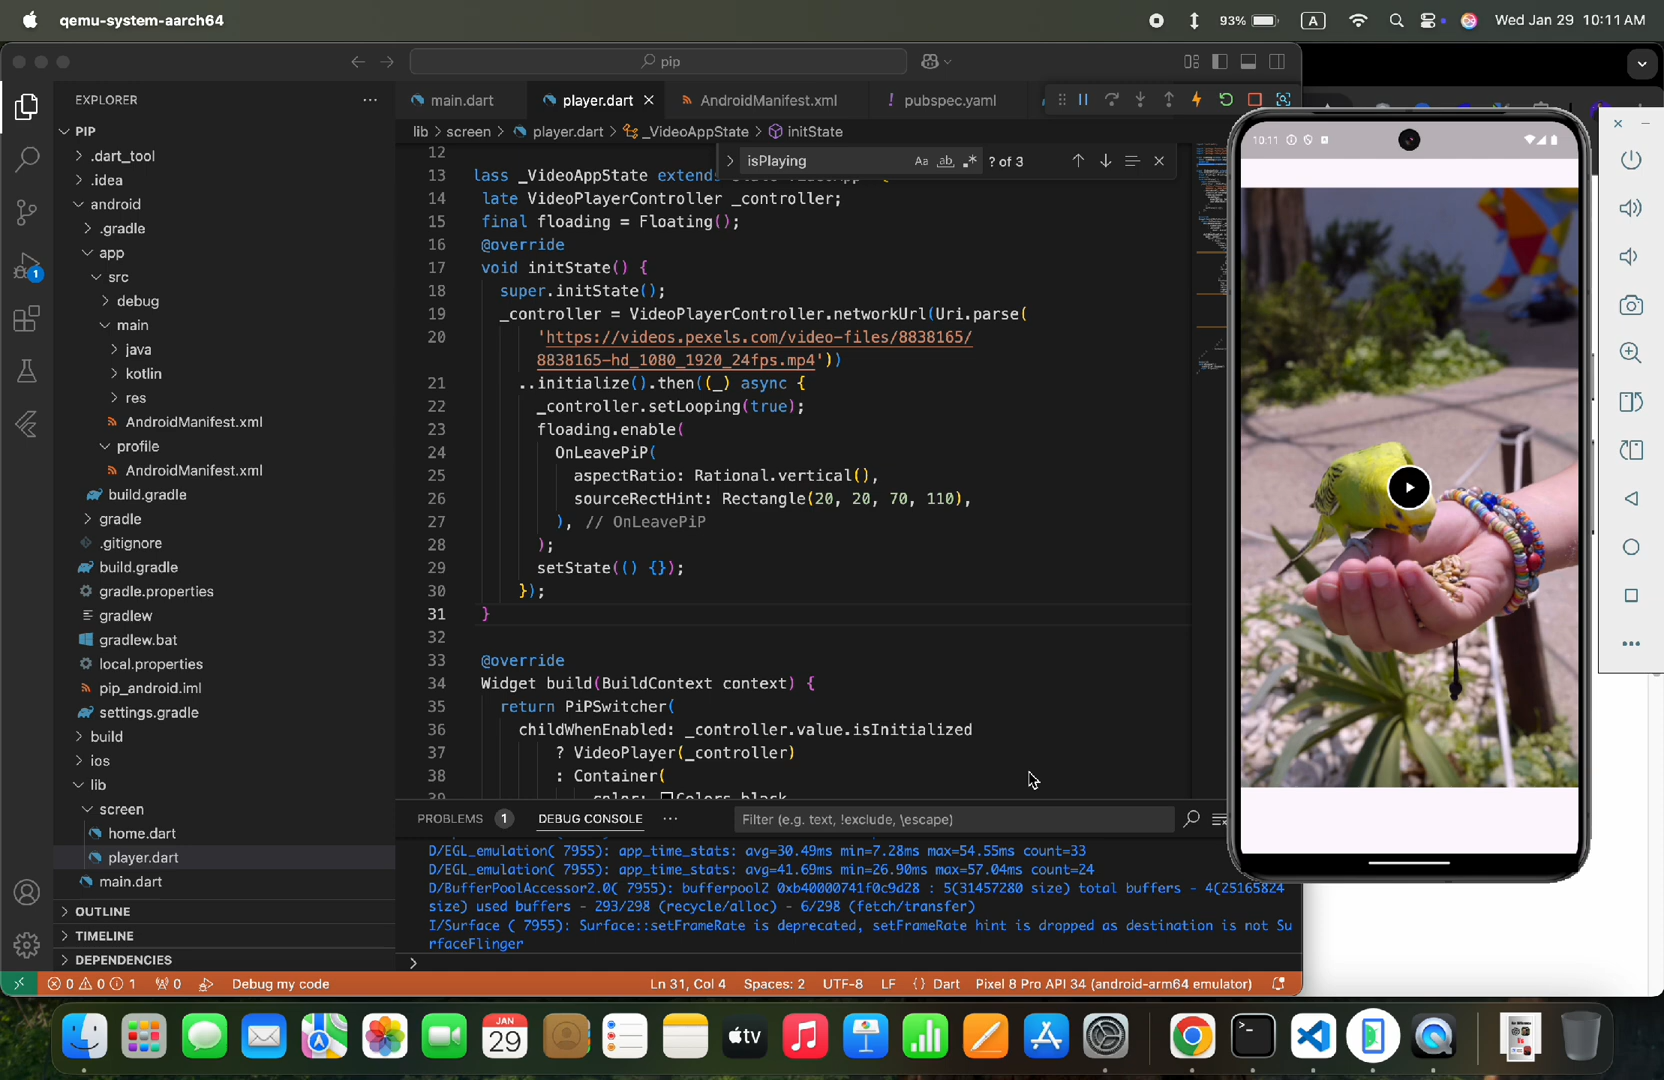 qemu-system-aarch64
93%
A
Wed Jan 29 10:11 AM
pip
EXPLORER
main.dart
player.dart
AndroidManifest.xml
pubspec.yaml
lib > screen > player.dart > _VideoAppState > initState
isPlaying
Aa
ab
? of 3
PIP
.dart_tool
.idea
android
.gradle
app
src
debug
main
java
kotlin
res
AndroidManifest.xml
profile
AndroidManifest.xml
build.gradle
gradle
.gitignore
build.gradle
gradle.properties
gradlew
gradlew.bat
local.properties
pip_android.iml
settings.gradle
build
ios
lib
screen
home.dart
player.dart
main.dart
OUTLINE
TIMELINE
DEPENDENCIES
1
12
13 lass _VideoAppState extends
14 late VideoPlayerController _controller;
15 final floading = Floating();
16 @override
17 void initState() {
18 super.initState();
19 _controller = VideoPlayerController.networkUrl(Uri.parse(
20 'https://videos.pexels.com/video-files/8838165/
8838165-hd_1080_1920_24fps.mp4'))
21 ..initialize().then((_) async {
22 _controller.setLooping(true);
23 floading.enable(
24 OnLeavePiP(
25 aspectRatio: Rational.vertical(),
26 sourceRectHint: Rectangle(20, 20, 70, 110),
27 ), // OnLeavePiP
28 );
29 setState(() {});
30 });
31 }
32
33 @override
34 Widget build(BuildContext context) {
35 return PiPSwitcher(
36 childWhenEnabled: _controller.value.isInitialized
37 ? VideoPlayer(_controller)
38 : Container(
39 color: Colors.black
PROBLEMS 1 DEBUG CONSOLE
Filter (e.g. text, !exclude, \escape)
D/EGL_emulation( 7955): app_time_stats: avg=30.49ms min=7.28ms max=54.55ms count=33
D/EGL_emulation( 7955): app_time_stats: avg=41.69ms min=26.90ms max=57.04ms count=24
D/BufferPoolAccessor2.0( 7955): bufferpool2 0xb40000741f0c9d28 : 5(31457280 size) total buffers - 4(25165824
size) used buffers - 293/298 (recycle/alloc) - 6/298 (fetch/transfer)
I/Surface ( 7955): Surface::setFrameRate is deprecated, setFrameRate hint is dropped as destination is not Su
rfaceFlinger
0 0 1
0
Debug my code
Ln 31, Col 4
Spaces: 2
UTF-8
LF
{} Dart
Pixel 8 Pro API 34 (android-arm64 emulator)
10:11
JAN
29
tv